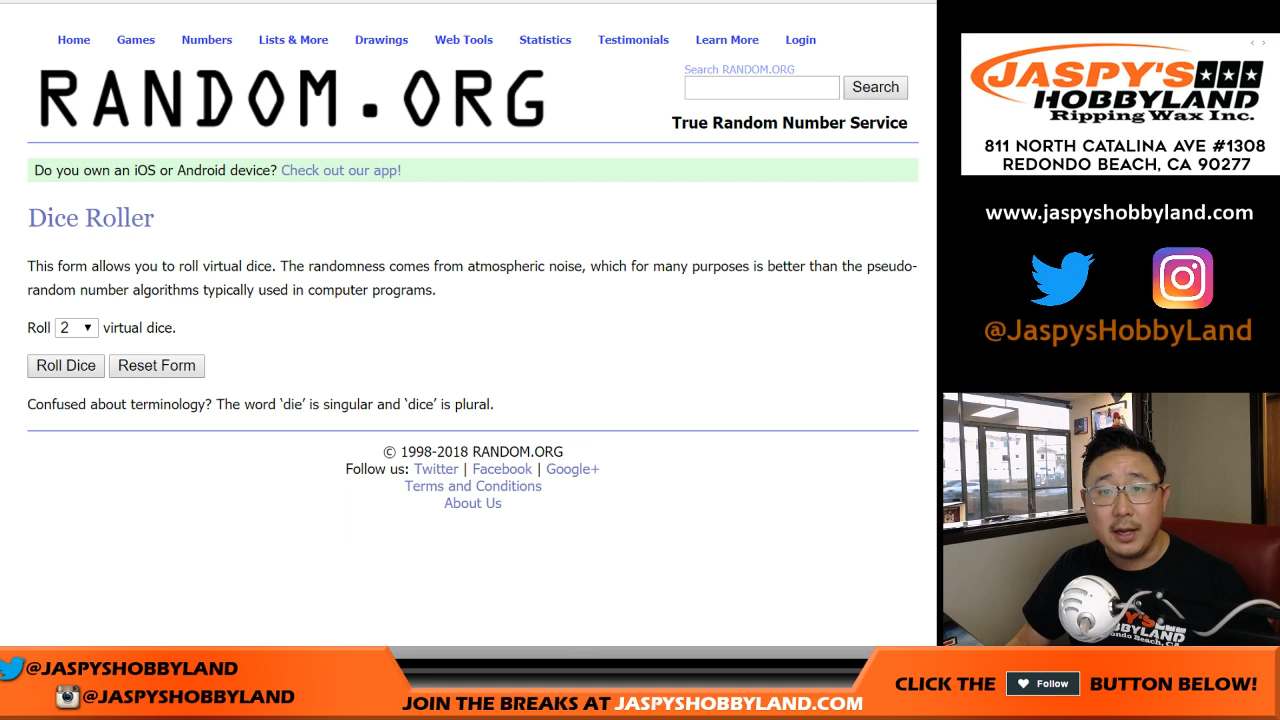 Home Games Numbers Lists & More Drawings Web Tools Statistics Testimonials Learn More Login
RANDOM.ORG
Search RANDOM.ORG
Search
True Random Number Service
Do you own an iOS or Android device? Check out our app!
Dice Roller
This form allows you to roll virtual dice. The randomness comes from atmospheric noise, which for many purposes is better than the pseudo-
random number algorithms typically used in computer programs.
Roll 2 virtual dice.
Roll Dice Reset Form
Confused about terminology? The word ‘die’ is singular and ‘dice’ is plural.
© 1998-2018 RANDOM.ORG
Follow us: Twitter | Facebook | Google+
Terms and Conditions
About Us
JASPY'S
HOBBYLAND
Ripping Wax Inc.
811 NORTH CATALINA AVE #1308
REDONDO BEACH, CA 90277
www.jaspyshobbyland.com
@JaspysHobbyLand
HOBBYLAND
@JASPYSHOBBYLAND
@JASPYSHOBBYLAND
JOIN THE BREAKS AT JASPYSHOBBYLAND.COM
CLICK THE Follow BUTTON BELOW!